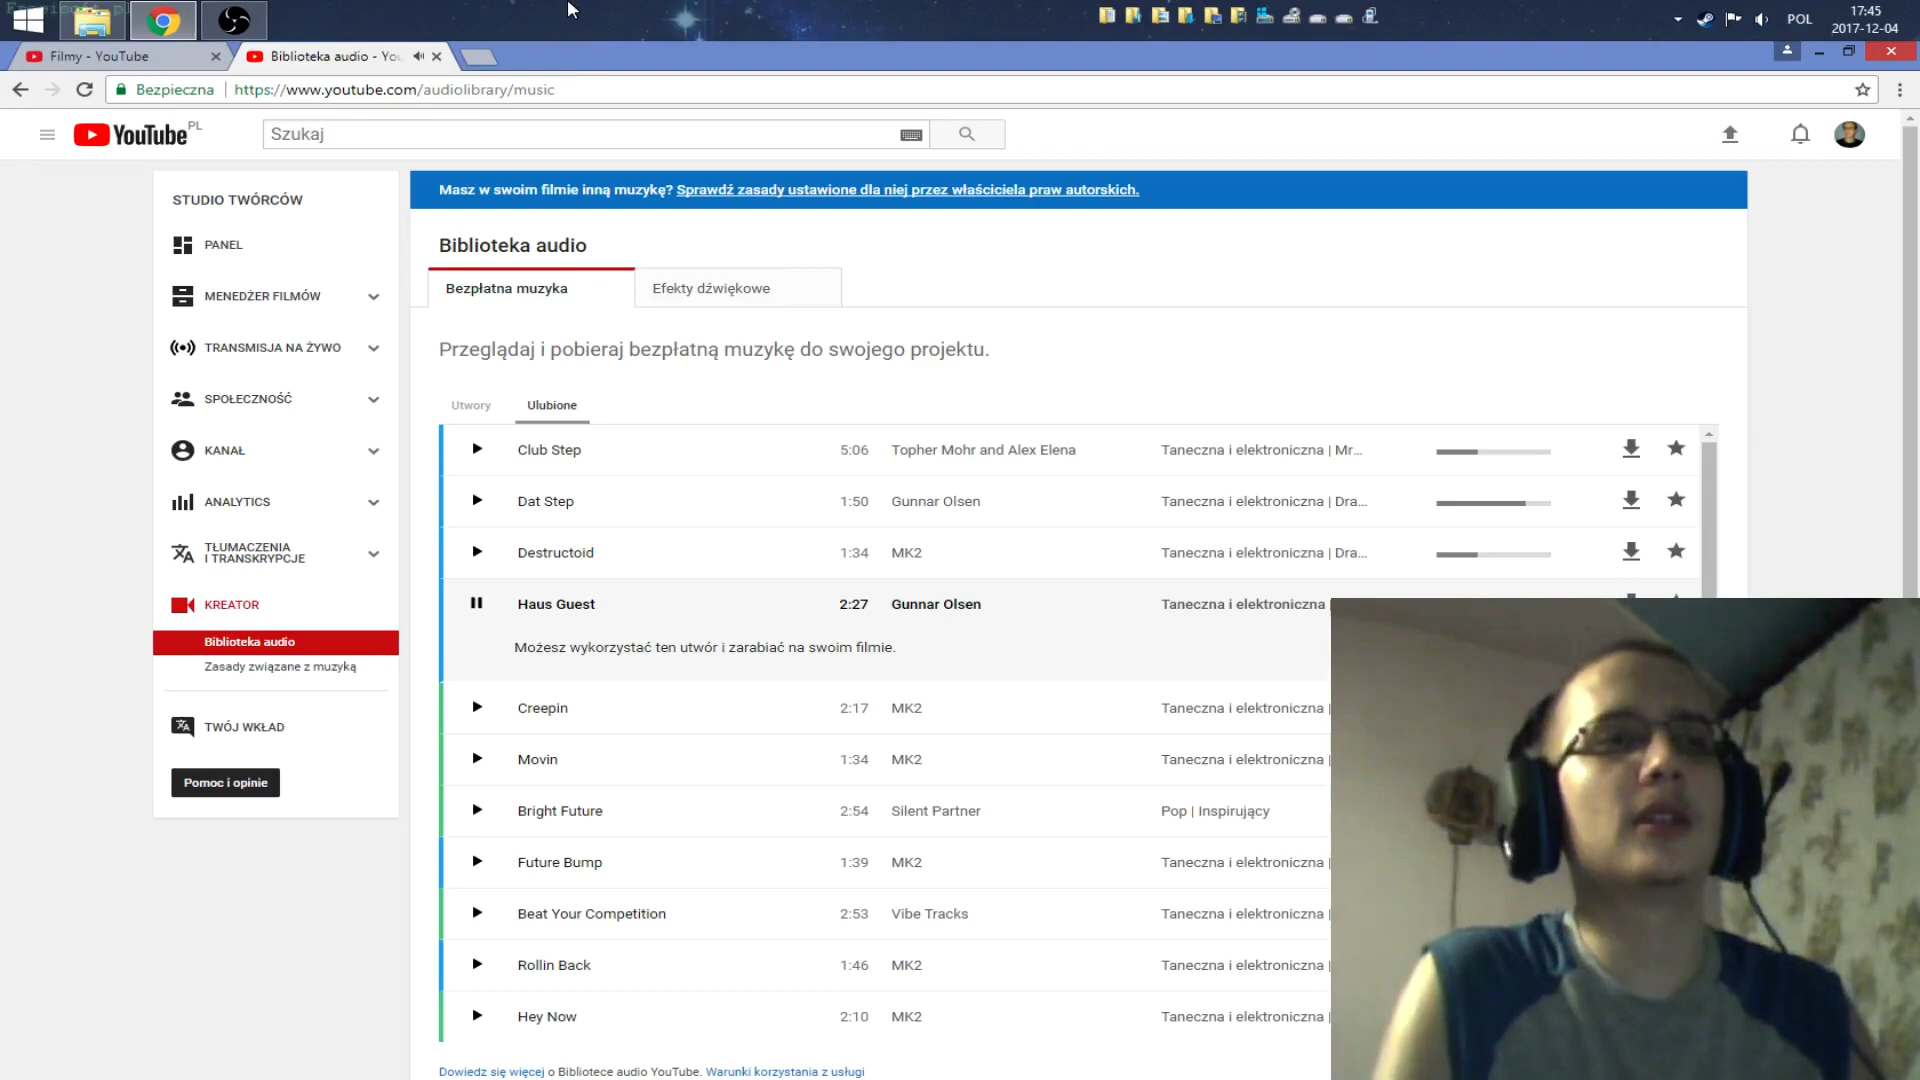 POL
17:45
2017-12-04
Filmy - YouTube
Biblioteka audio - You
Bezpieczna
https://www.youtube.com/audiolibrary/music
YouTube PL
Szukaj
STUDIO TWÓRCÓW
PANEL
MENEDŻER FILMÓW
TRANSMISJA NA ŻYWO
SPOŁECZNOŚĆ
KANAŁ
ANALYTICS
TŁUMACZENIA
I TRANSKRYPCJE
KREATOR
Biblioteka audio
Zasady związane z muzyką
TWÓJ WKŁAD
Pomoc i opinie
Masz w swoim filmie inną muzykę? Sprawdź zasady ustawione dla niej przez właściciela praw autorskich.
Biblioteka audio
Bezpłatna muzyka
Efekty dźwiękowe
Przeglądaj i pobieraj bezpłatną muzykę do swojego projektu.
Utwory
Ulubione
Club Step 5:06 Topher Mohr and Alex Elena Taneczna i elektroniczna | Mr...
Dat Step 1:50 Gunnar Olsen Taneczna i elektroniczna | Dra...
Destructoid 1:34 MK2 Taneczna i elektroniczna | Dra...
Haus Guest 2:27 Gunnar Olsen Taneczna i elektroniczna |
Możesz wykorzystać ten utwór i zarabiać na swoim filmie.
Creepin 2:17 MK2 Taneczna i elektroniczna |
Movin 1:34 MK2 Taneczna i elektroniczna |
Bright Future 2:54 Silent Partner Pop | Inspirujący
Future Bump 1:39 MK2 Taneczna i elektroniczna |
Beat Your Competition 2:53 Vibe Tracks Taneczna i elektroniczna |
Rollin Back 1:46 MK2 Taneczna i elektroniczna |
Hey Now 2:10 MK2 Taneczna i elektroniczna |
Dowiedz się więcej o Bibliotece audio YouTube. Warunki korzystania z usługi